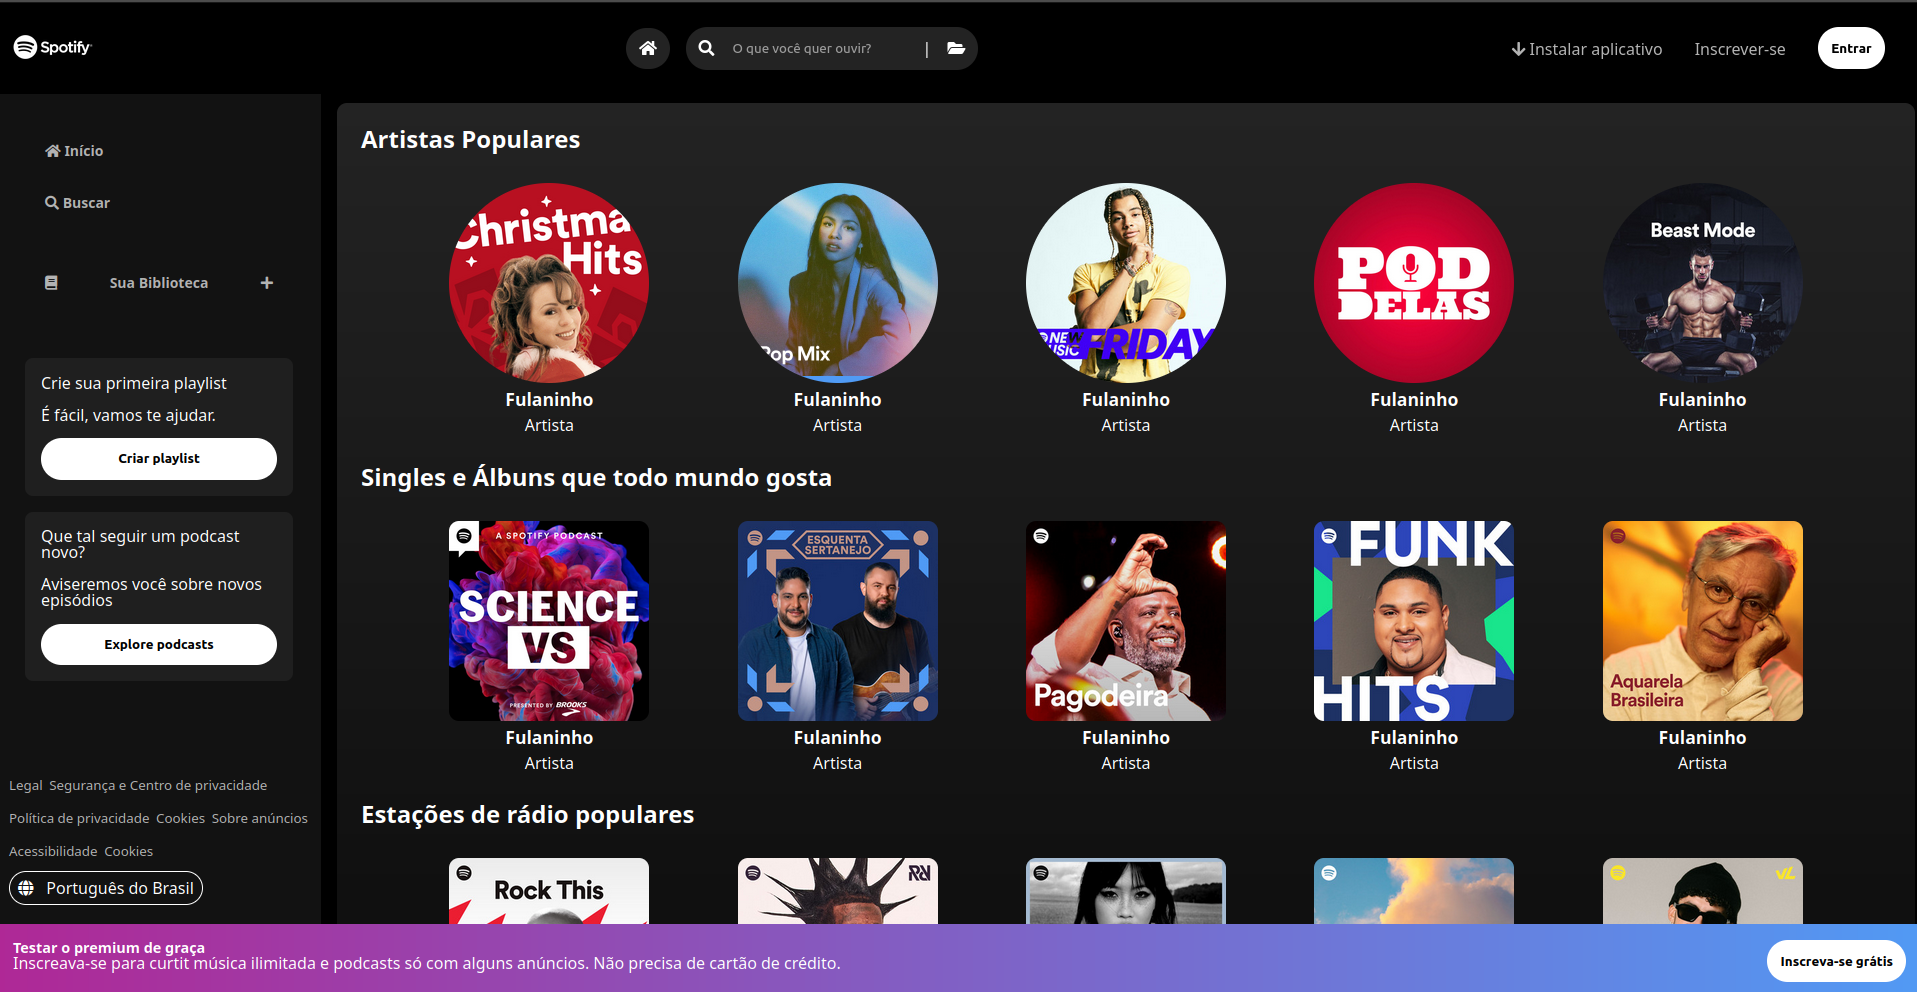 Spotify
O que você quer ouvir?
|
Instalar aplicativo
Inscrever-se
Entrar
Início
Buscar
Sua Biblioteca
Crie sua primeira playlist
É fácil, vamos te ajudar.
Criar playlist
Que tal seguir um podcast
novo?
Aviseremos você sobre novos
episódios
Explore podcasts
Legal Segurança e Centro de privacidade
Política de privacidade Cookies Sobre anúncios
Acessibilidade Cookies
Português do Brasil
Artistas Populares
Christma
Hits
Pop Mix
NEW
MUSIC
FRIDAY
POD
DELAS
Beast Mode
Fulaninho
Artista
Fulaninho
Artista
Fulaninho
Artista
Fulaninho
Artista
Fulaninho
Artista
Singles e Álbuns que todo mundo gosta
A SPOTIFY PODCAST
SCIENCE
VS
PRESENTED BY BROOKS
ESQUENTA
SERTANEJO
Pagodeira
FUNK
HITS
Aquarela
Brasileira
Fulaninho
Artista
Fulaninho
Artista
Fulaninho
Artista
Fulaninho
Artista
Fulaninho
Artista
Estações de rádio populares
Rock This
Testar o premium de graça
Inscreava-se para curtit música ilimitada e podcasts só com alguns anúncios. Não precisa de cartão de crédito.
Inscreva-se grátis